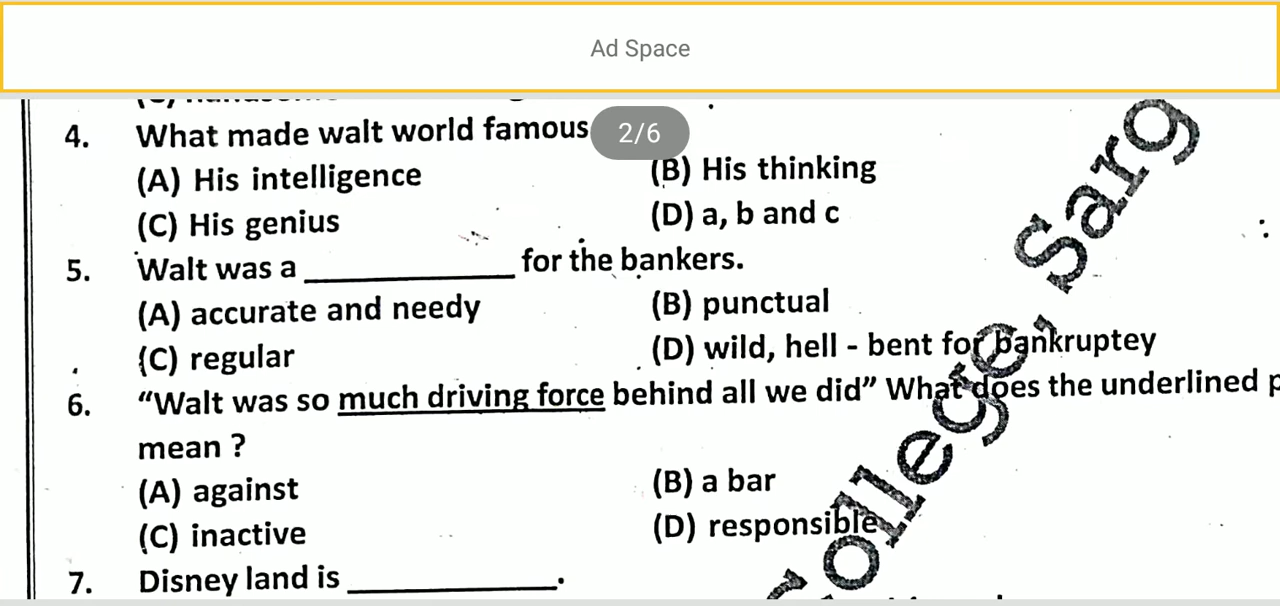 Ad Space
4. What made walt world famous
2/6
(A) His intelligence (B) His thinking
(C) His genius (D) a, b and c
5. Walt was a __________ for the bankers.
(A) accurate and needy (B) punctual
(C) regular (D) wild, hell - bent for bankruptey
6. “Walt was so much driving force behind all we did” What does the underlined
mean ?
(A) against (B) a bar
(C) inactive (D) responsible
7. Disney land is __________.
College, Sarg